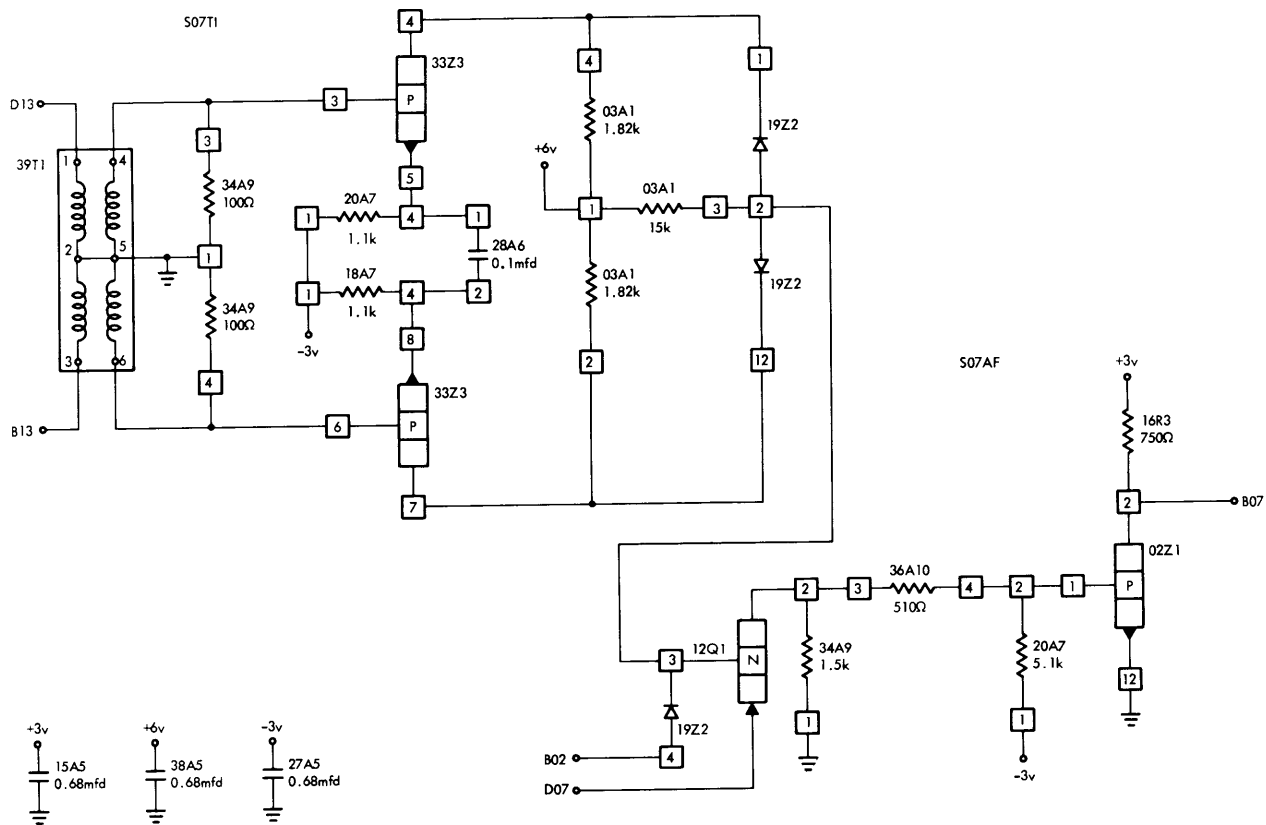 S07TI
4
33Z3
P
5
D13
3
3
34A9
100Ω
39T1
1
4
2
5
3
6
1
34A9
100Ω
4
B13
6
20A7
1.1k
1
4
1
28A6
0.1mfd
18A7
1.1k
1
4
2
-3v
8
33Z3
P
7
4
1
03A1
1.82k
19Z2
+6v
1
03A1
15k
3
2
03A1
1.82k
19Z2
2
12
S07AF
+3v
16R3
750Ω
2
B07
02Z1
P
12
36A10
510Ω
2
3
4
2
1
12Q1
3
N
34A9
1.5k
1
20A7
5.1k
1
-3v
19Z2
4
B02
D07
+3v
15A5
0.68mfd
+6v
38A5
0.68mfd
-3v
27A5
0.68mfd